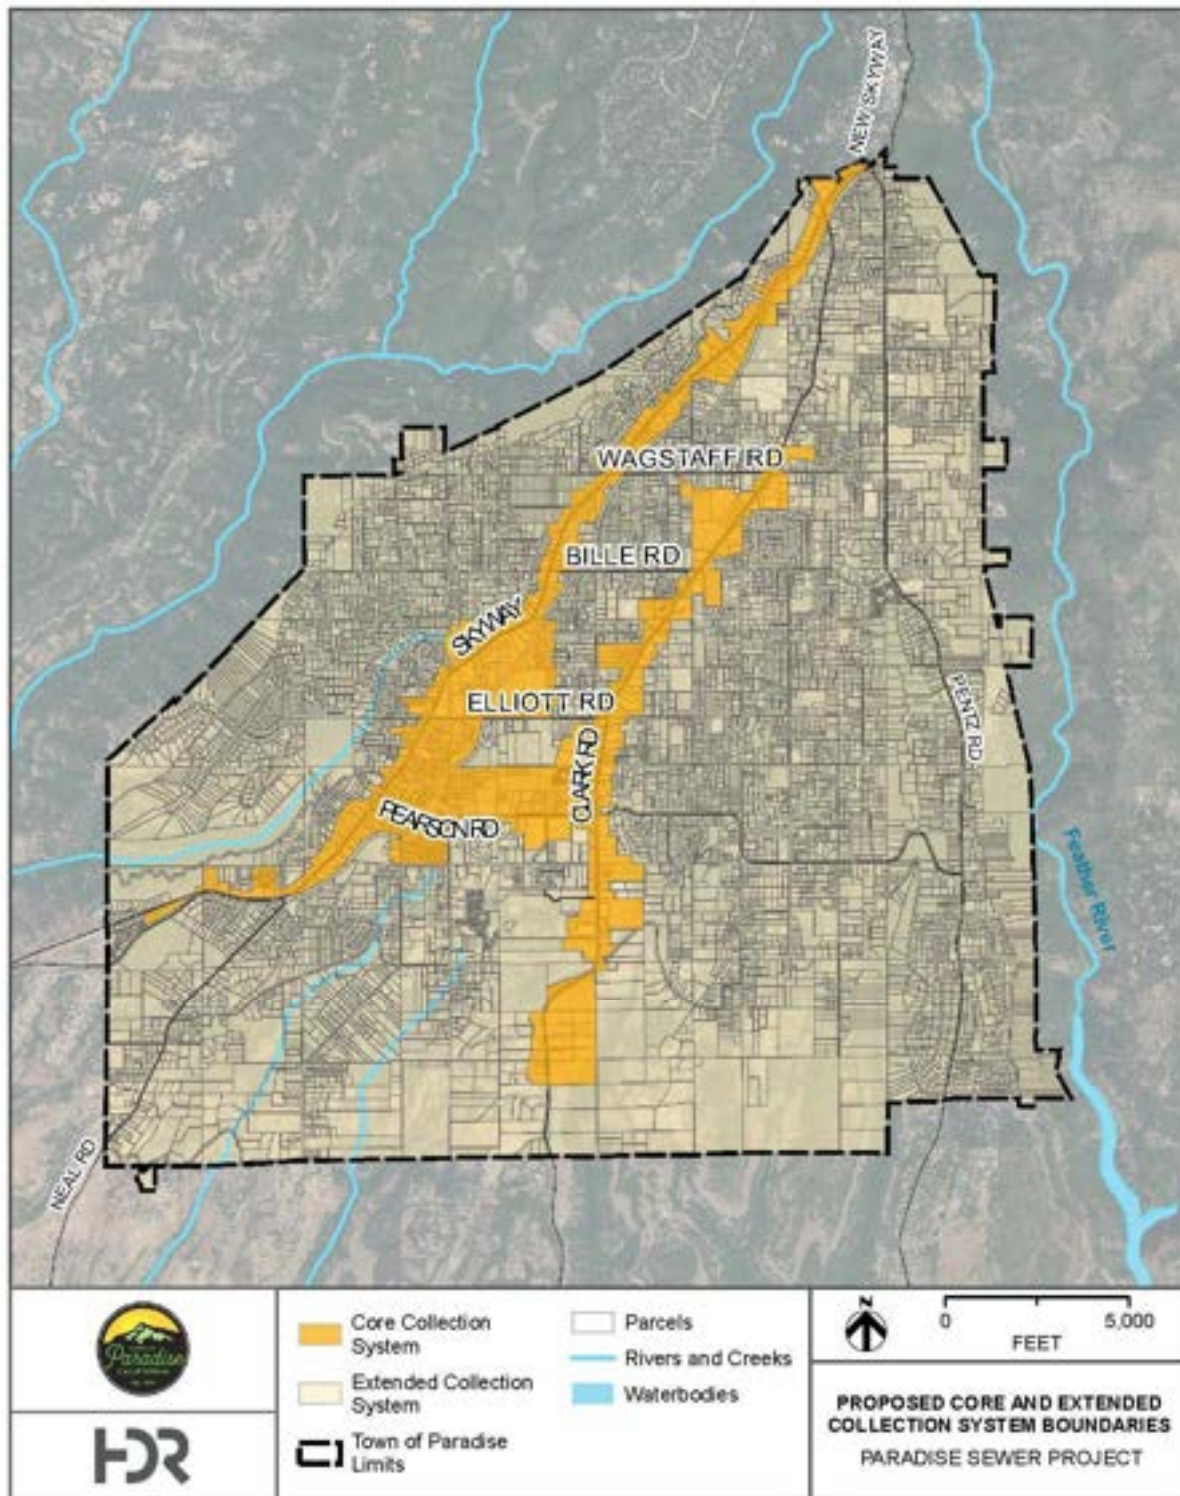 NEW SKYWAY
WAGSTAFF RD
BILLE RD
SKYWAY
ELLIOTT RD
PENTZ RD
CLARK RD
PEARSON RD
Feather River
NEAL RD
Paradise
HDR
Core Collection
System
Extended Collection
System
Town of Paradise
Limits
Parcels
Rivers and Creeks
Waterbodies
N
0 5,000
FEET
PROPOSED CORE AND EXTENDED
COLLECTION SYSTEM BOUNDARIES
PARADISE SEWER PROJECT